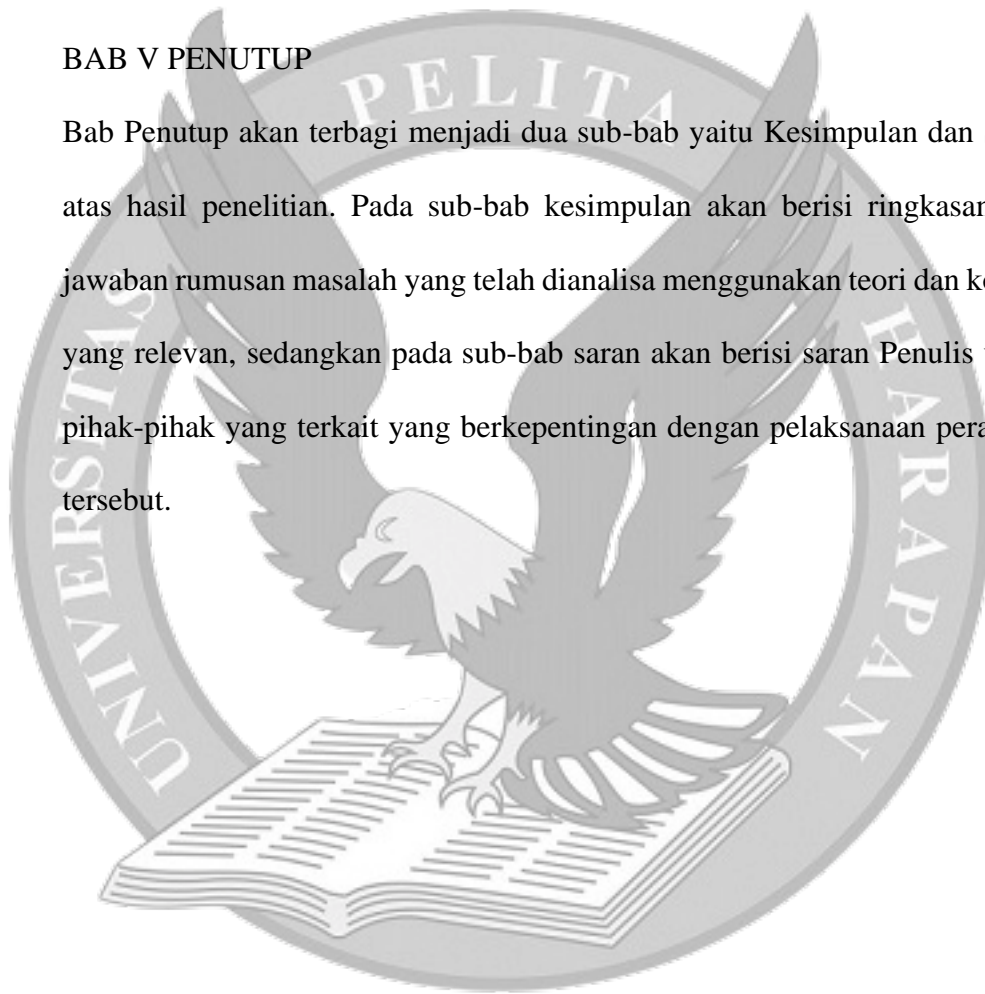 BAB V PENUTUP
Bab Penutup akan terbagi menjadi dua sub-bab yaitu Kesimpulan dan
atas hasil penelitian. Pada sub-bab kesimpulan akan berisi ringkasan
jawaban rumusan masalah yang telah dianalisa menggunakan teori dan
yang relevan, sedangkan pada sub-bab saran akan berisi saran Penulis
pihak-pihak yang terkait yang berkepentingan dengan pelaksanaan
tersebut.
UNIVERSITAS PELITA HARAPAN